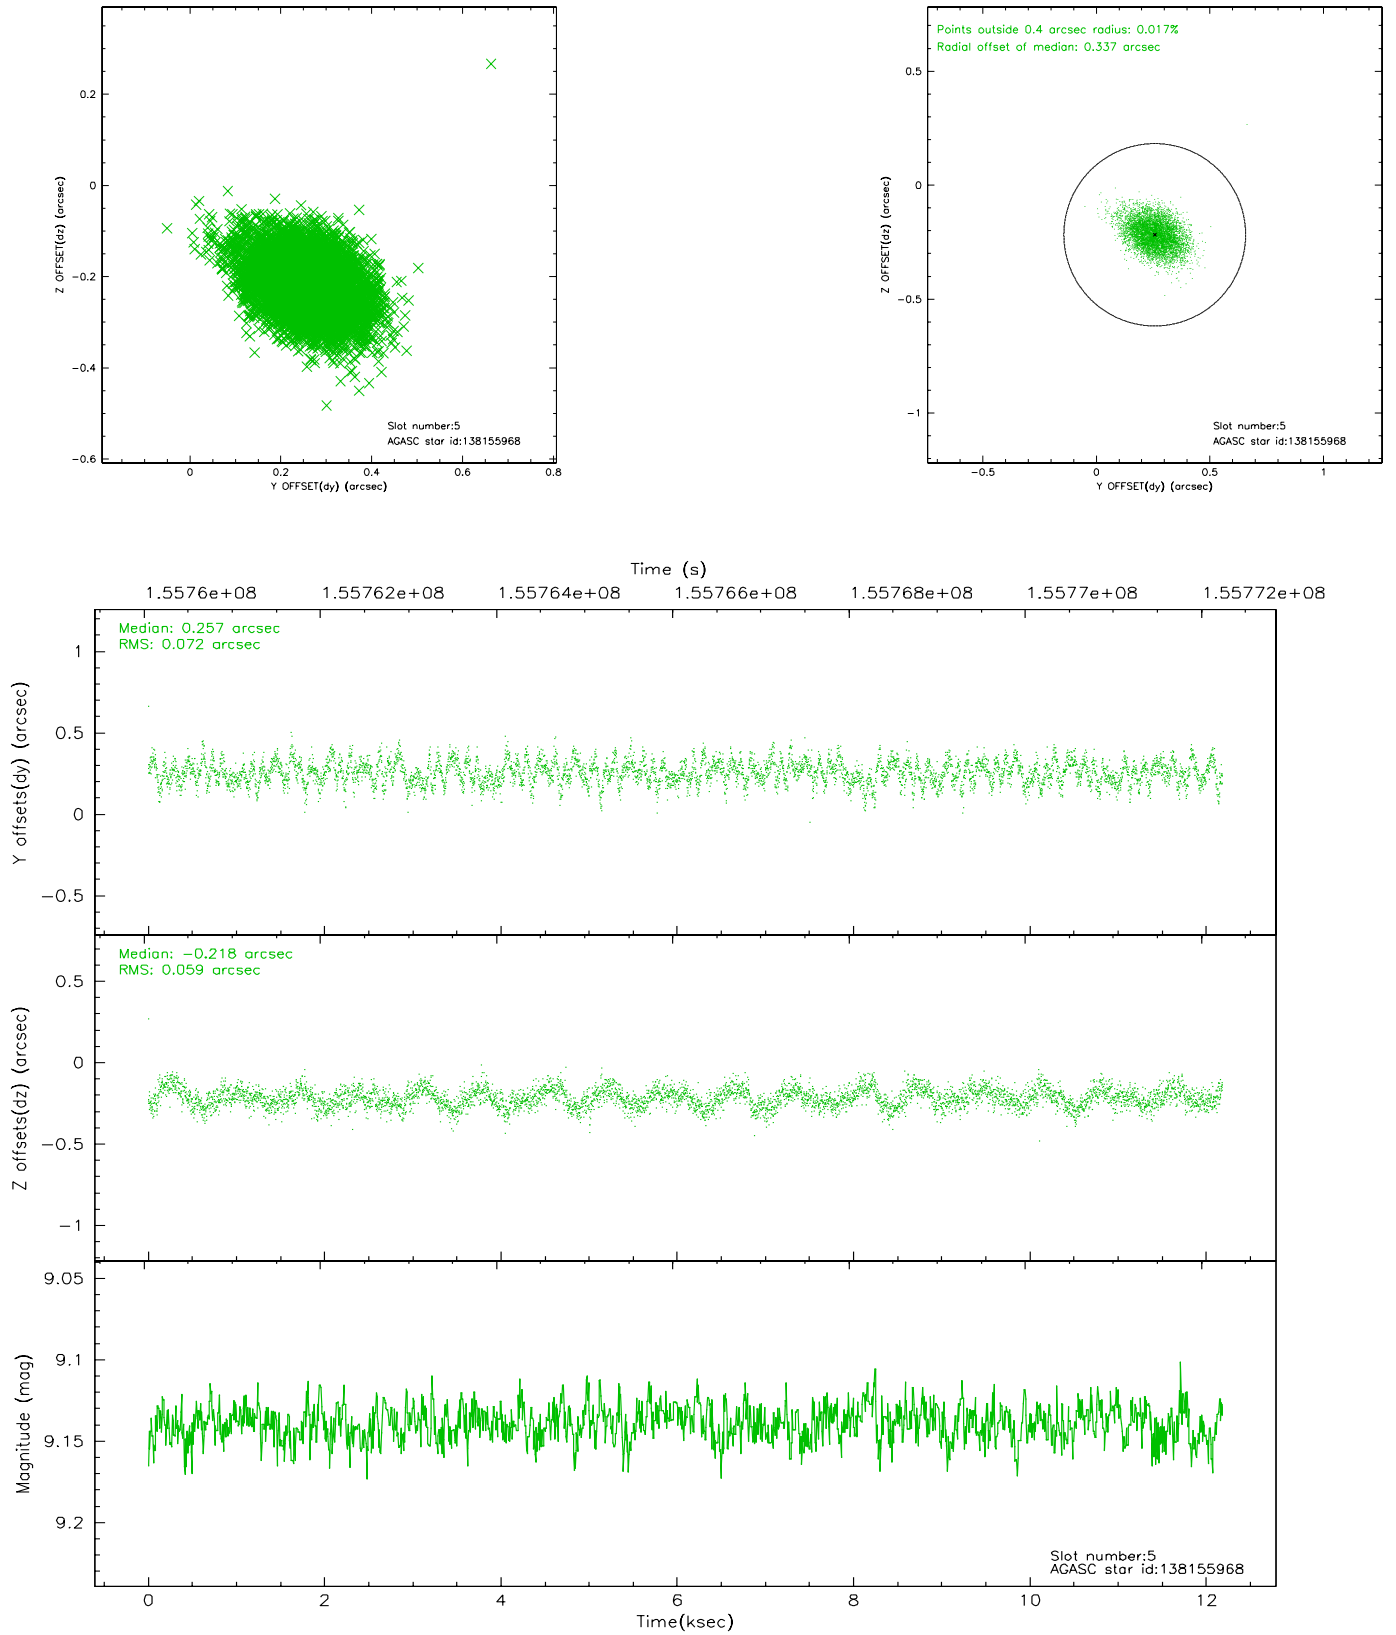 Points outside 0.4 arcsec radius: 0.017%
Radial offset of median: 0.337 arcsec
0.2
0
−0.2
−0.4
−0.6
Z OFFSET(dz) (arcsec)
Slot number:5
AGASC star id:138155968
0 0.2 0.4 0.6 0.8
Y OFFSET(dy) (arcsec)
0.5
0
−0.5
−1
Z OFFSET(dz) (arcsec)
Slot number:5
AGASC star id:138155968
−0.5 0 0.5 1
Y OFFSET(dy) (arcsec)
Time (s)
1.5576e+08 1.55762e+08 1.55764e+08 1.55766e+08 1.55768e+08 1.5577e+08 1.55772e+08
Median: 0.257 arcsec
RMS: 0.072 arcsec
1
0.5
0
−0.5
Y offsets(dy) (arcsec)
Median: −0.218 arcsec
RMS: 0.059 arcsec
0.5
0
−0.5
−1
Z offsets(dz) (arcsec)
9.05
9.1
9.15
9.2
Magnitude (mag)
Slot number:5
AGASC star id:138155968
0 2 4 6 8 10 12
Time(ksec)